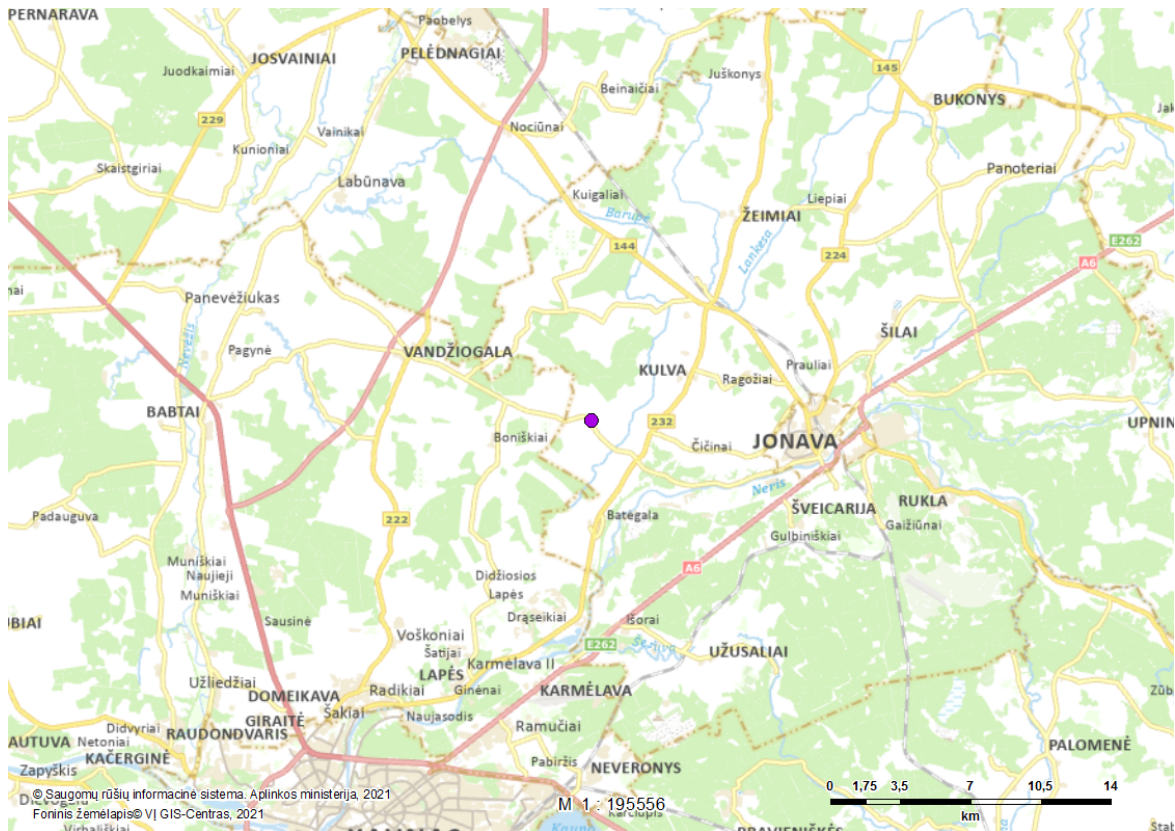 PERNARAVA
Paobelys
PELĖDNAGIAI
JOSVAINIAI
Juodkaimiai
Juškonys
145
Beinaičiai
BUKONYS
229
Vainikai
Nociūnai
Kunioniai
Skaistgiriai
Labūnava
Panoteriai
Kuigaliai
Liepiai
Barupė
ŽEIMIAI
Lankesa
144
224
E262
A6
Panevėžiukas
Nevėžis
ŠILAI
Pagynė
VANDŽIOGALA
Prauliai
KULVA
Ragožiai
BABTAI
232
UPNIN
Boniškiai
Čičinai
JONAVA
Neris
RUKLA
Padauguva
222
Batėgala
ŠVEICARIJA
Gaižiūnai
Gulbiniškiai
Muniškiai
Naujieji
Muniškiai
A6
Didžiosios
Lapės
Sausinė
Drąseikiai
Išorai
Voškoniai
Šatijai
E262
UŽUSALIAI
Karmėlava II
LAPĖS
Užliedžiai
Radikiai
Ginėnai
KARMĖLAVA
DOMEIKAVA
Šakiai
Naujasodis
GIRAITĖ
Didvyriai
RAUDONDVARIS
Ramučiai
Netoniai
KAČERGINĖ
Pabiržis
PALOMENĖ
Zapyškis
NEVERONYS
© Saugomų rūšių informacinė sistema. Aplinkos ministerija, 2021
Foninis žemėlapis© VĮ GIS-Centras, 2021
M 1 : 195556
0 1,75 3,5 7 10,5 14
km